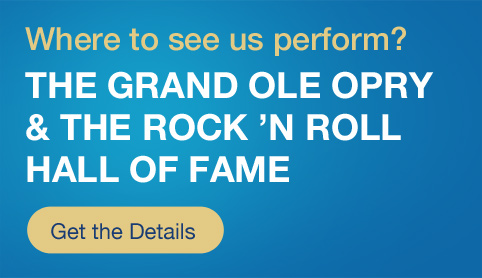 Where to see us perform?
THE GRAND OLE OPRY
& THE ROCK ’N ROLL
HALL OF FAME
Get the Details